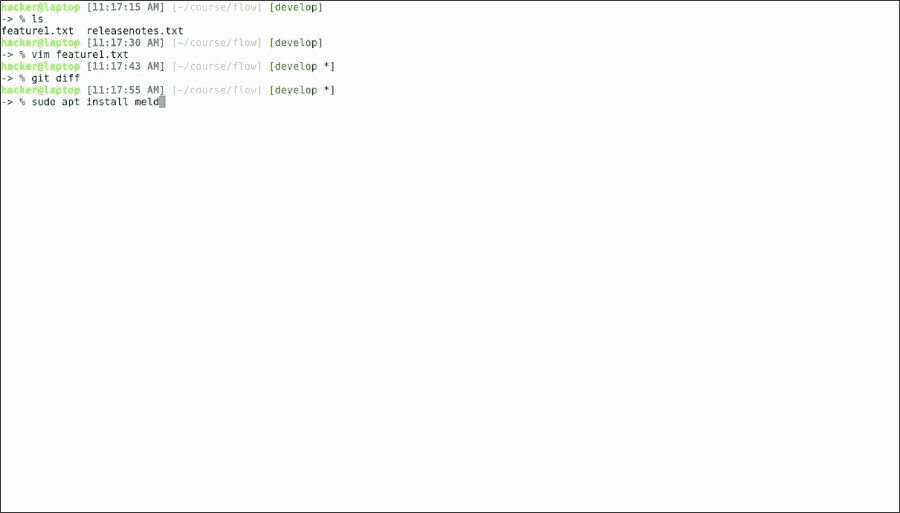 hacker@laptop [11:17:15 AM] [~/course/flow] [develop]
-> % ls
feature1.txt  releasenotes.txt
hacker@laptop [11:17:30 AM] [~/course/flow] [develop]
-> % vim feature1.txt
hacker@laptop [11:17:43 AM] [~/course/flow] [develop *]
-> % git diff
hacker@laptop [11:17:55 AM] [~/course/flow] [develop *]
-> % sudo apt install meld